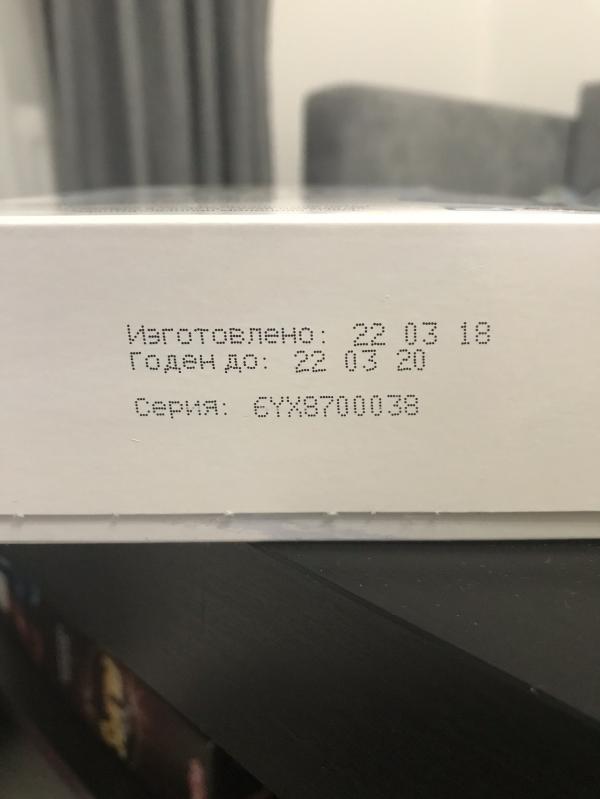 Изготовлено: 22 03 18
Годен до: 22 03 20
Серия: 6YX8700038